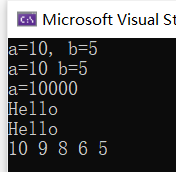 Microsoft Visual St
a=10, b=5
a=10 b=5
a=10000
Hello
Hello
10 9 8 6 5